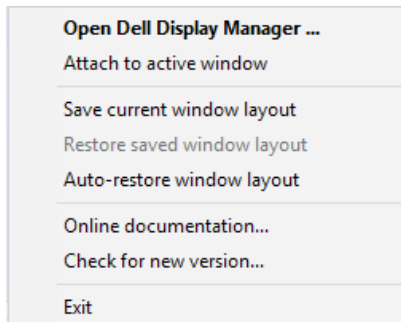 Open Dell Display Manager ...
Attach to active window
Save current window layout
Restore saved window layout
Auto-restore window layout
Online documentation...
Check for new version...
Exit